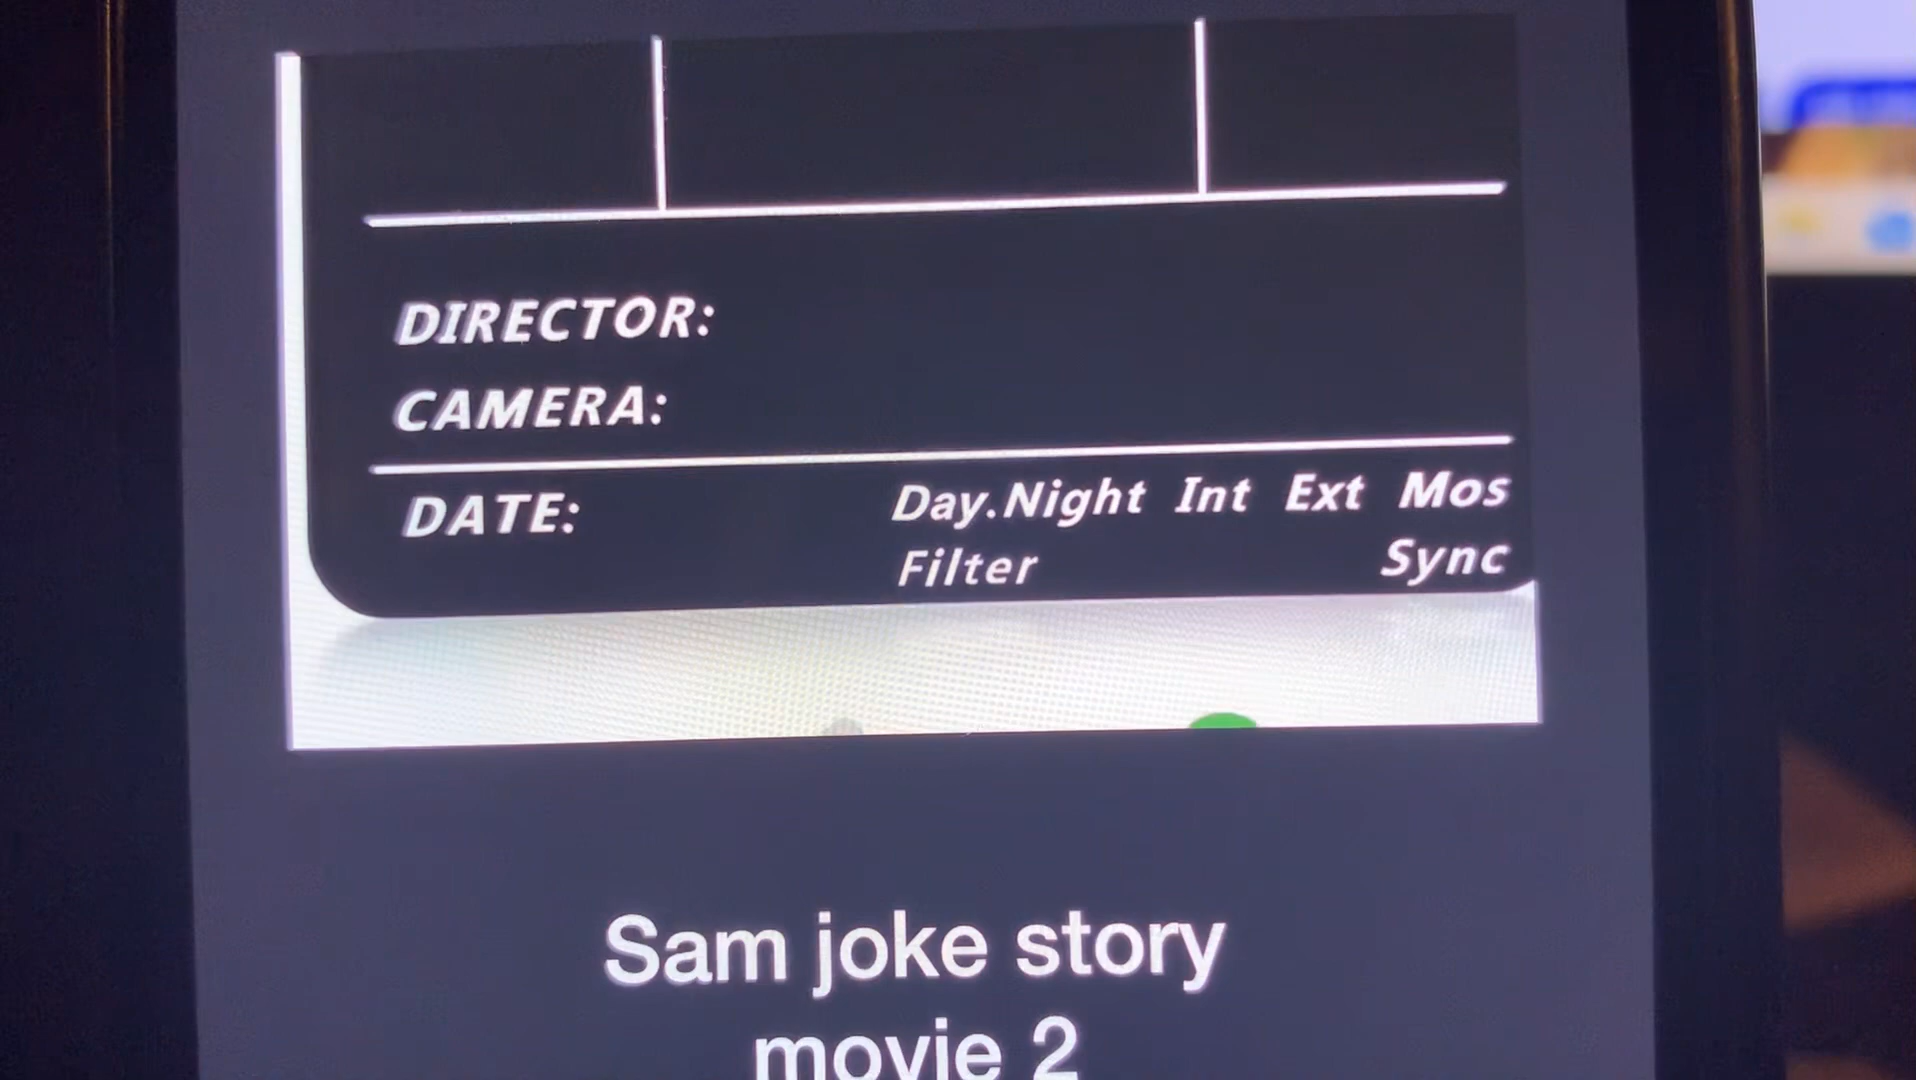 DIRECTOR:
CAMERA:
DATE: Day.Night Int Ext Mos
Filter Sync
Sam joke story
movie 2